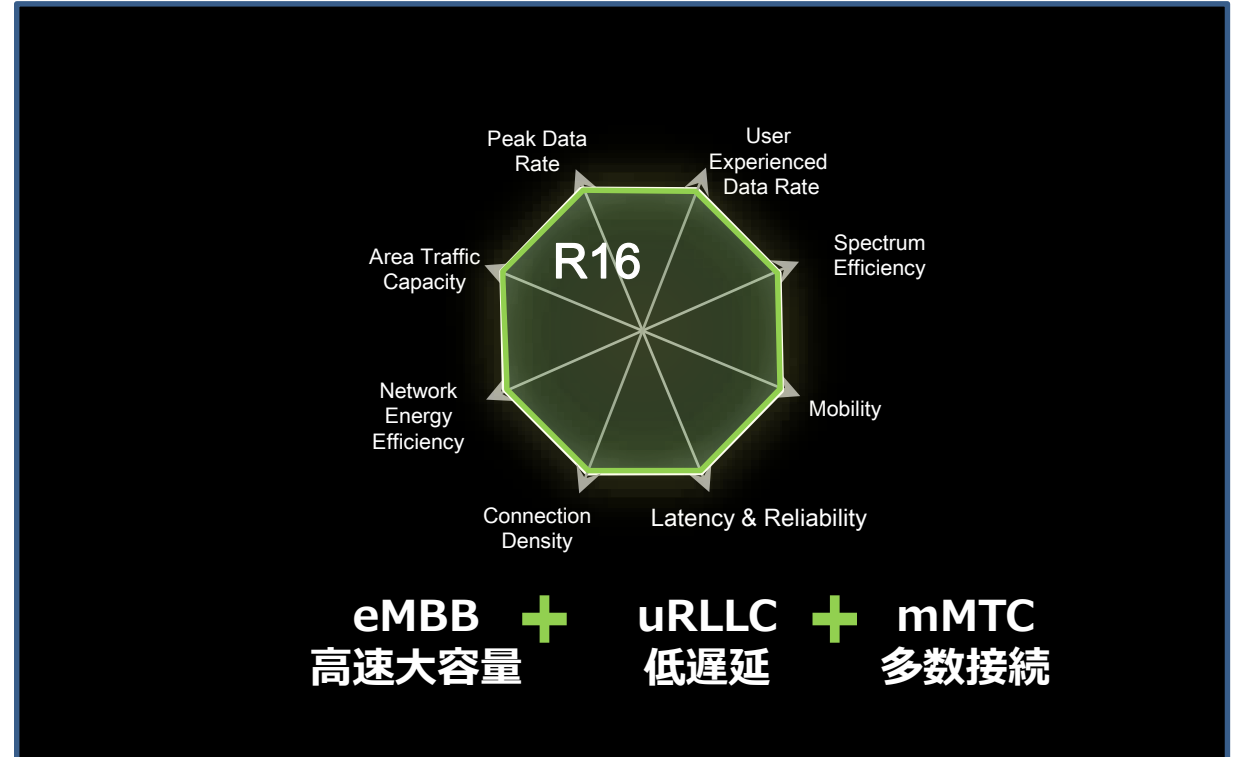 Peak Data
Rate
User
Experienced
Data Rate
Area Traffic
Capacity
R16
Spectrum
Efficiency
Network
Energy
Efficiency
Mobility
Connection
Density
Latency & Reliability
eMBB + uRLLC + mMTC
高速大容量 低遅延 多数接続